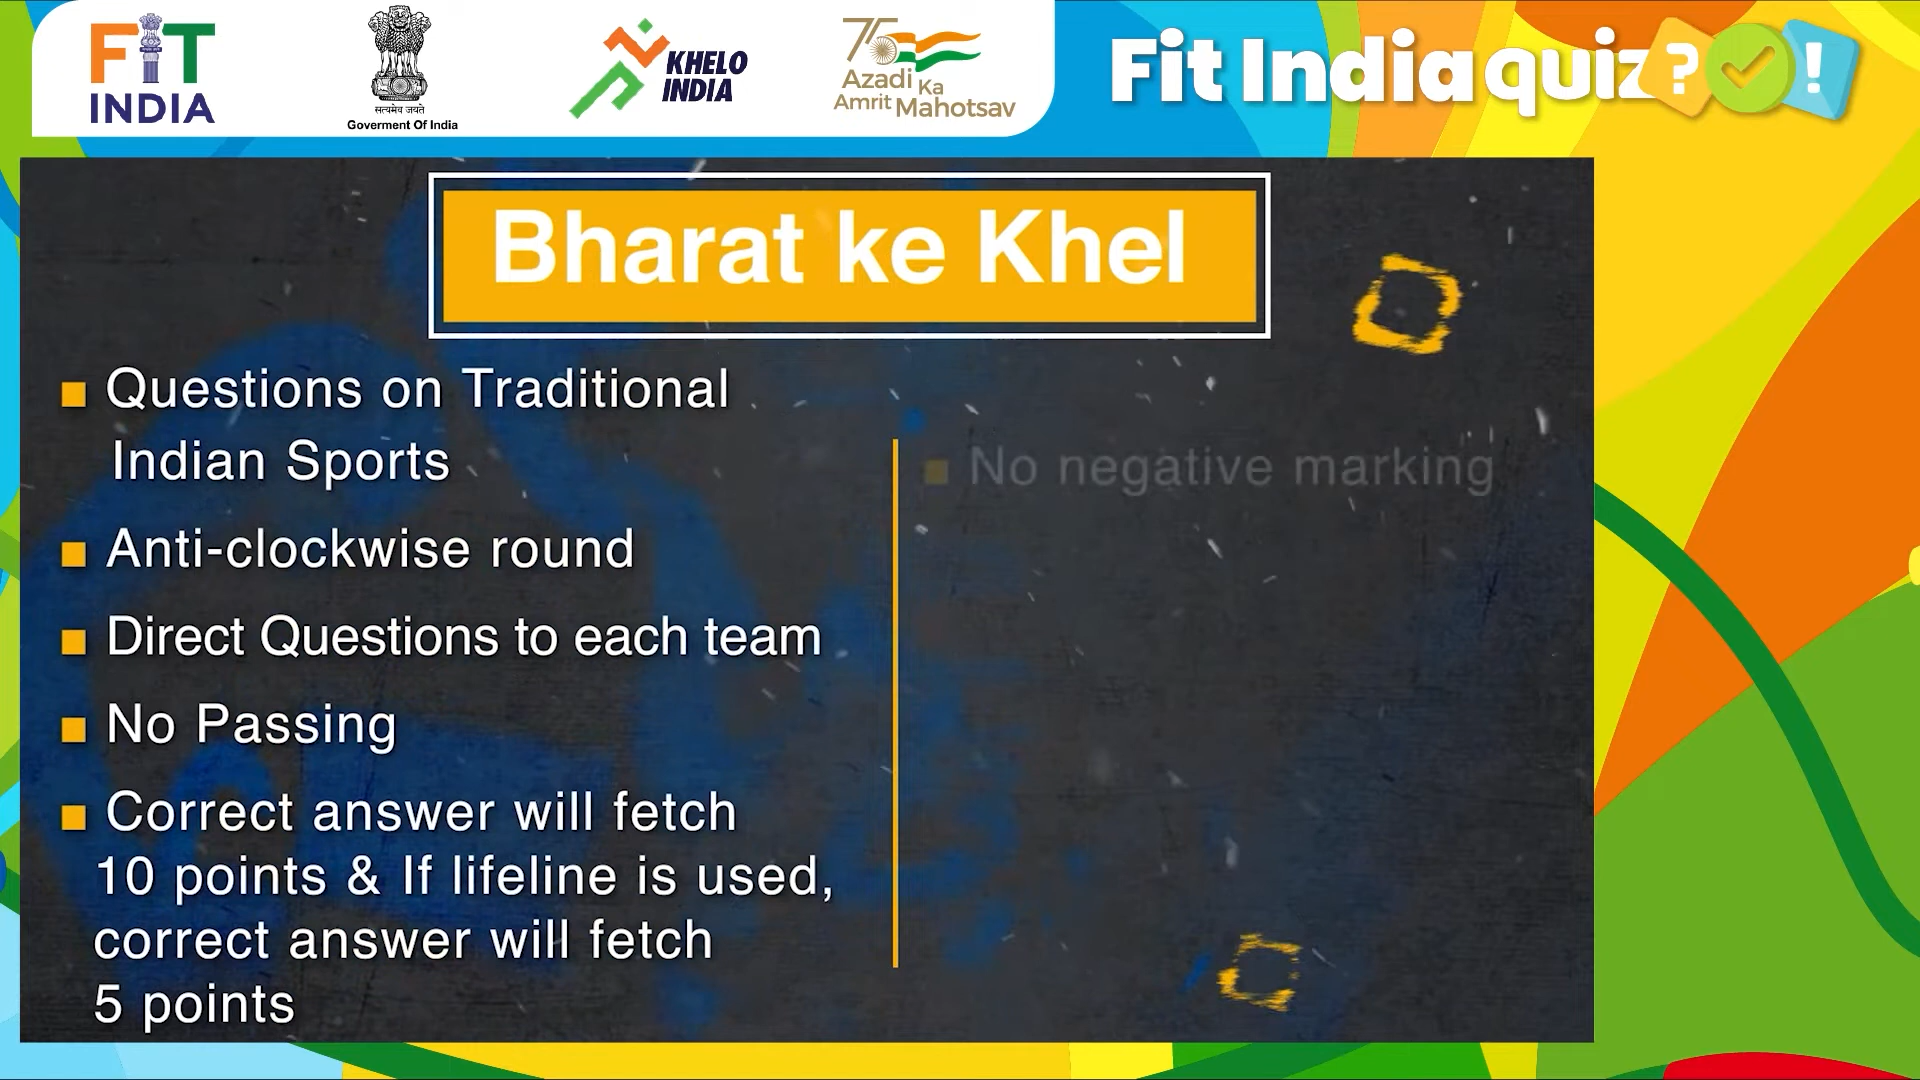 FIT
INDIA
सत्यमेव जयते
Goverment Of India
KHELO
INDIA
75
Azadi Ka
Amrit Mahotsav
Fit India quiz ? !
Bharat ke Khel
Questions on Traditional
Indian Sports
Anti-clockwise round
Direct Questions to each team
No Passing
Correct answer will fetch
10 points & If lifeline is used,
correct answer will fetch
5 points
No negative marking